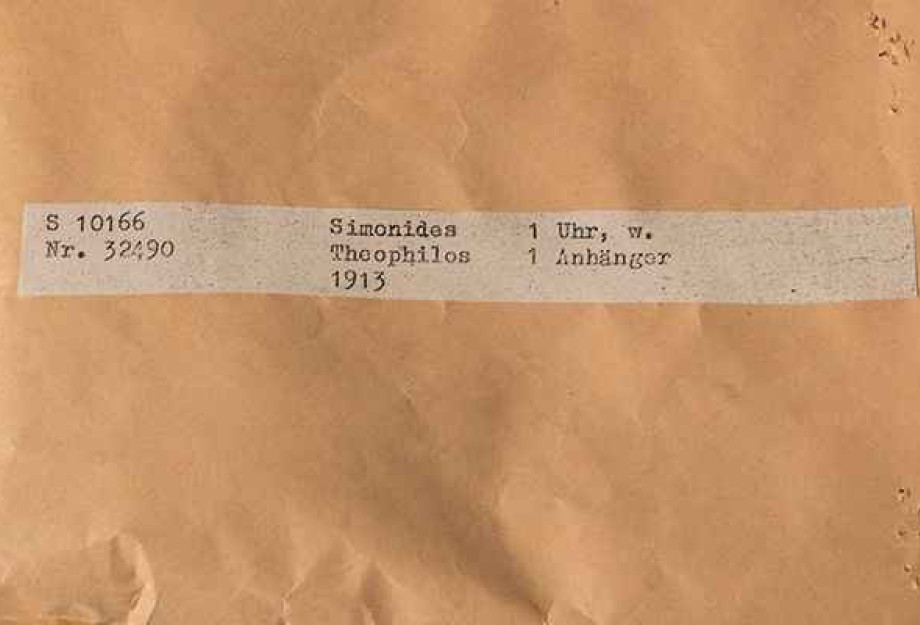 S 10166 Simonides 1 Uhr, w.
Nr. 32490 Theophilos 1 Anhänger
1913